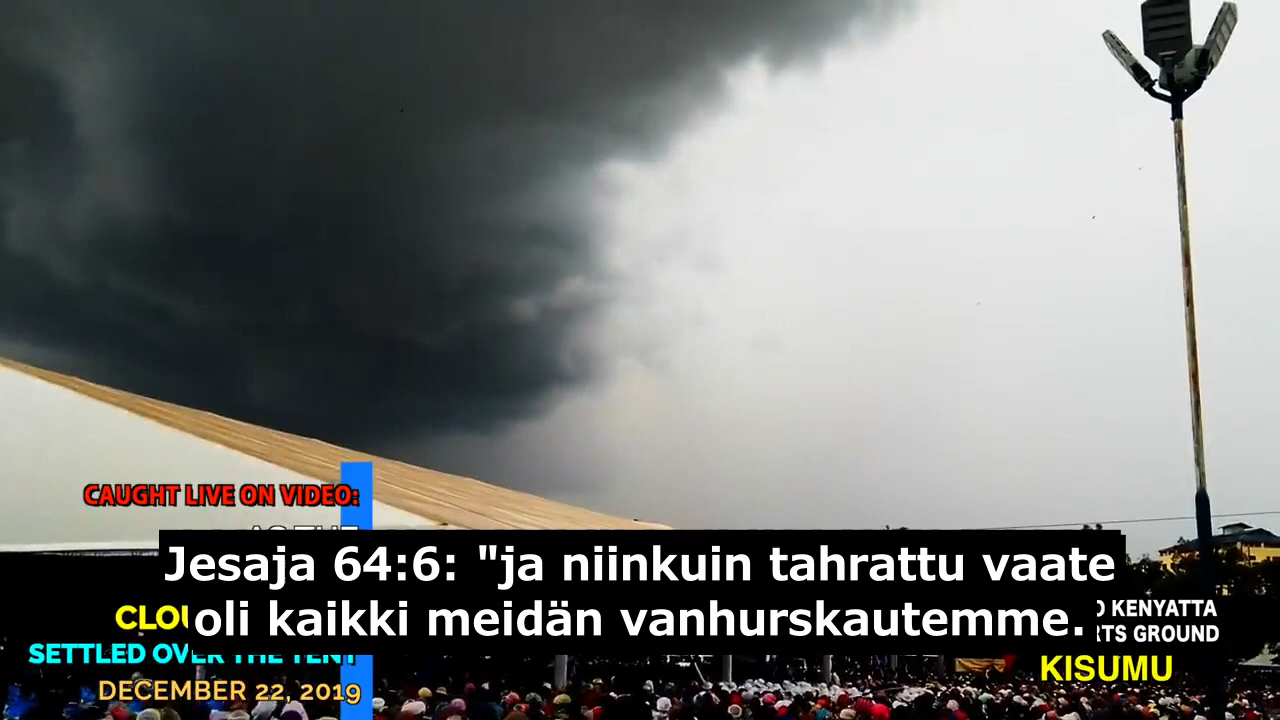 CAUGHT LIVE ON VIDEO:
Jesaja 64:6: "ja niinkuin tahrattu vaate
oli kaikki meidän vanhurskautemme.
SETTLED OVER THE TENT
DECEMBER 22, 2019
KENYATTA
GROUND
KISUMU